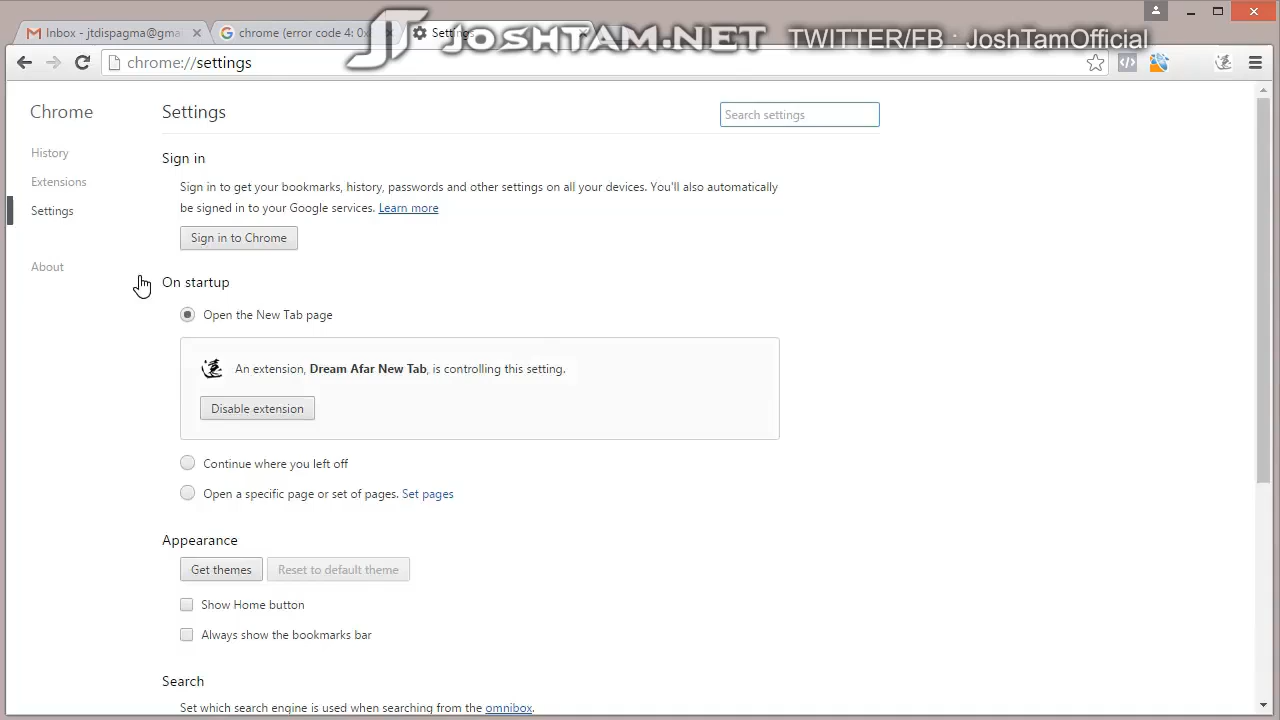 Inbox - jtdispagma@gma
chrome (error code 4: 0x
Settings
JOSHTAM.NET
TWITTER/FB : JoshTamOfficial
chrome://settings
Chrome
Settings
Search settings
History
Extensions
Settings
About
Sign in
Sign in to get your bookmarks, history, passwords and other settings on all your devices. You'll also automatically
be signed in to your Google services. Learn more
Sign in to Chrome
On startup
Open the New Tab page
An extension, Dream Afar New Tab, is controlling this setting.
Disable extension
Continue where you left off
Open a specific page or set of pages. Set pages
Appearance
Get themes
Reset to default theme
Show Home button
Always show the bookmarks bar
Search
Set which search engine is used when searching from the omnibox.